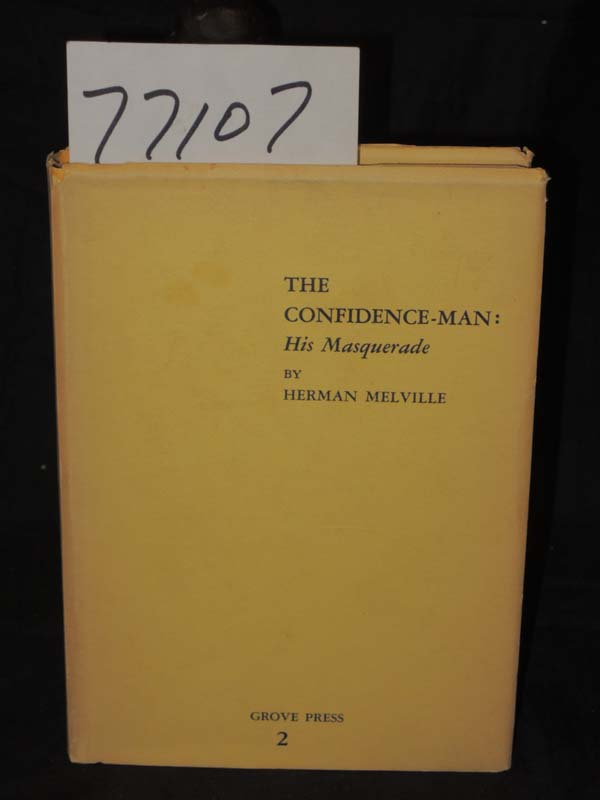 77107
THE
CONFIDENCE-MAN:
His Masquerade
BY
HERMAN MELVILLE
GROVE PRESS
2